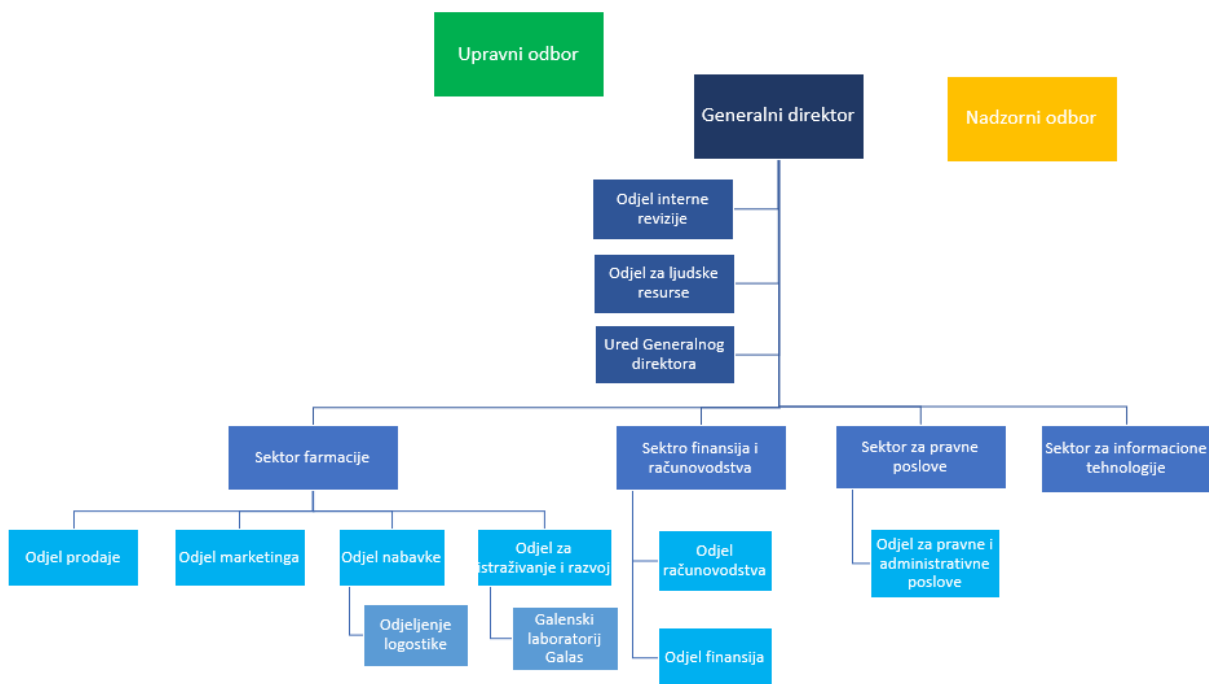 Upravni odbor
Generalni direktor
Nadzorni odbor
Odjel interne
revizije
Odjel za ljudske
resurse
Ured Generalnog
direktora
Sektor farmacije
Sektro finansija i
računovodstva
Sektor za pravne
poslove
Sektor za informacione
tehnologije
Odjel prodaje
Odjel marketinga
Odjel nabavke
Odjel za
istraživanje i razvoj
Odjel
računovodstva
Odjel za pravne i
administrativne
poslove
Odjeljenje
logostike
Galenski
laboratorij
Galas
Odjel finansija